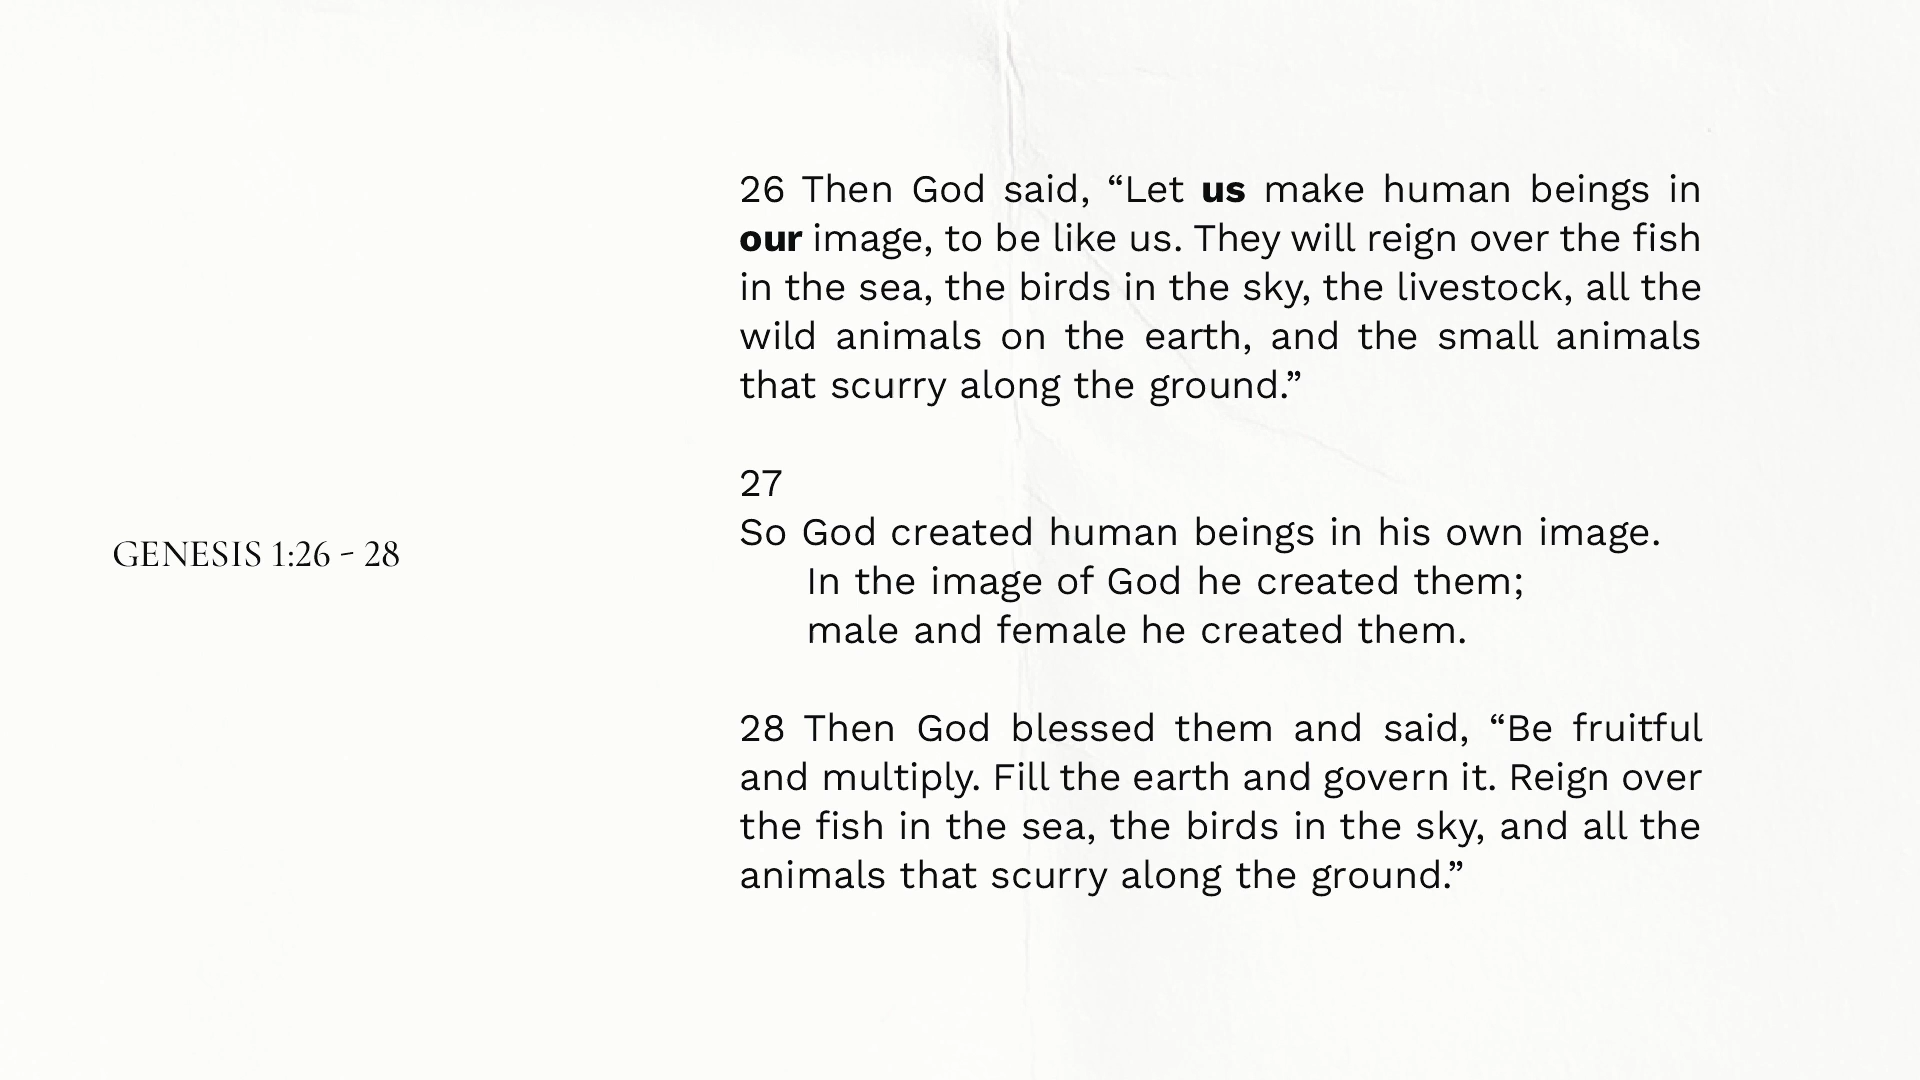 GENESIS 1:26 - 28
26 Then God said, “Let us make human beings in
our image, to be like us. They will reign over the fish
in the sea, the birds in the sky, the livestock, all the
wild animals on the earth, and the small animals
that scurry along the ground.”
27
So God created human beings in his own image.
In the image of God he created them;
male and female he created them.
28 Then God blessed them and said, “Be fruitful
and multiply. Fill the earth and govern it. Reign over
the fish in the sea, the birds in the sky, and all the
animals that scurry along the ground.”